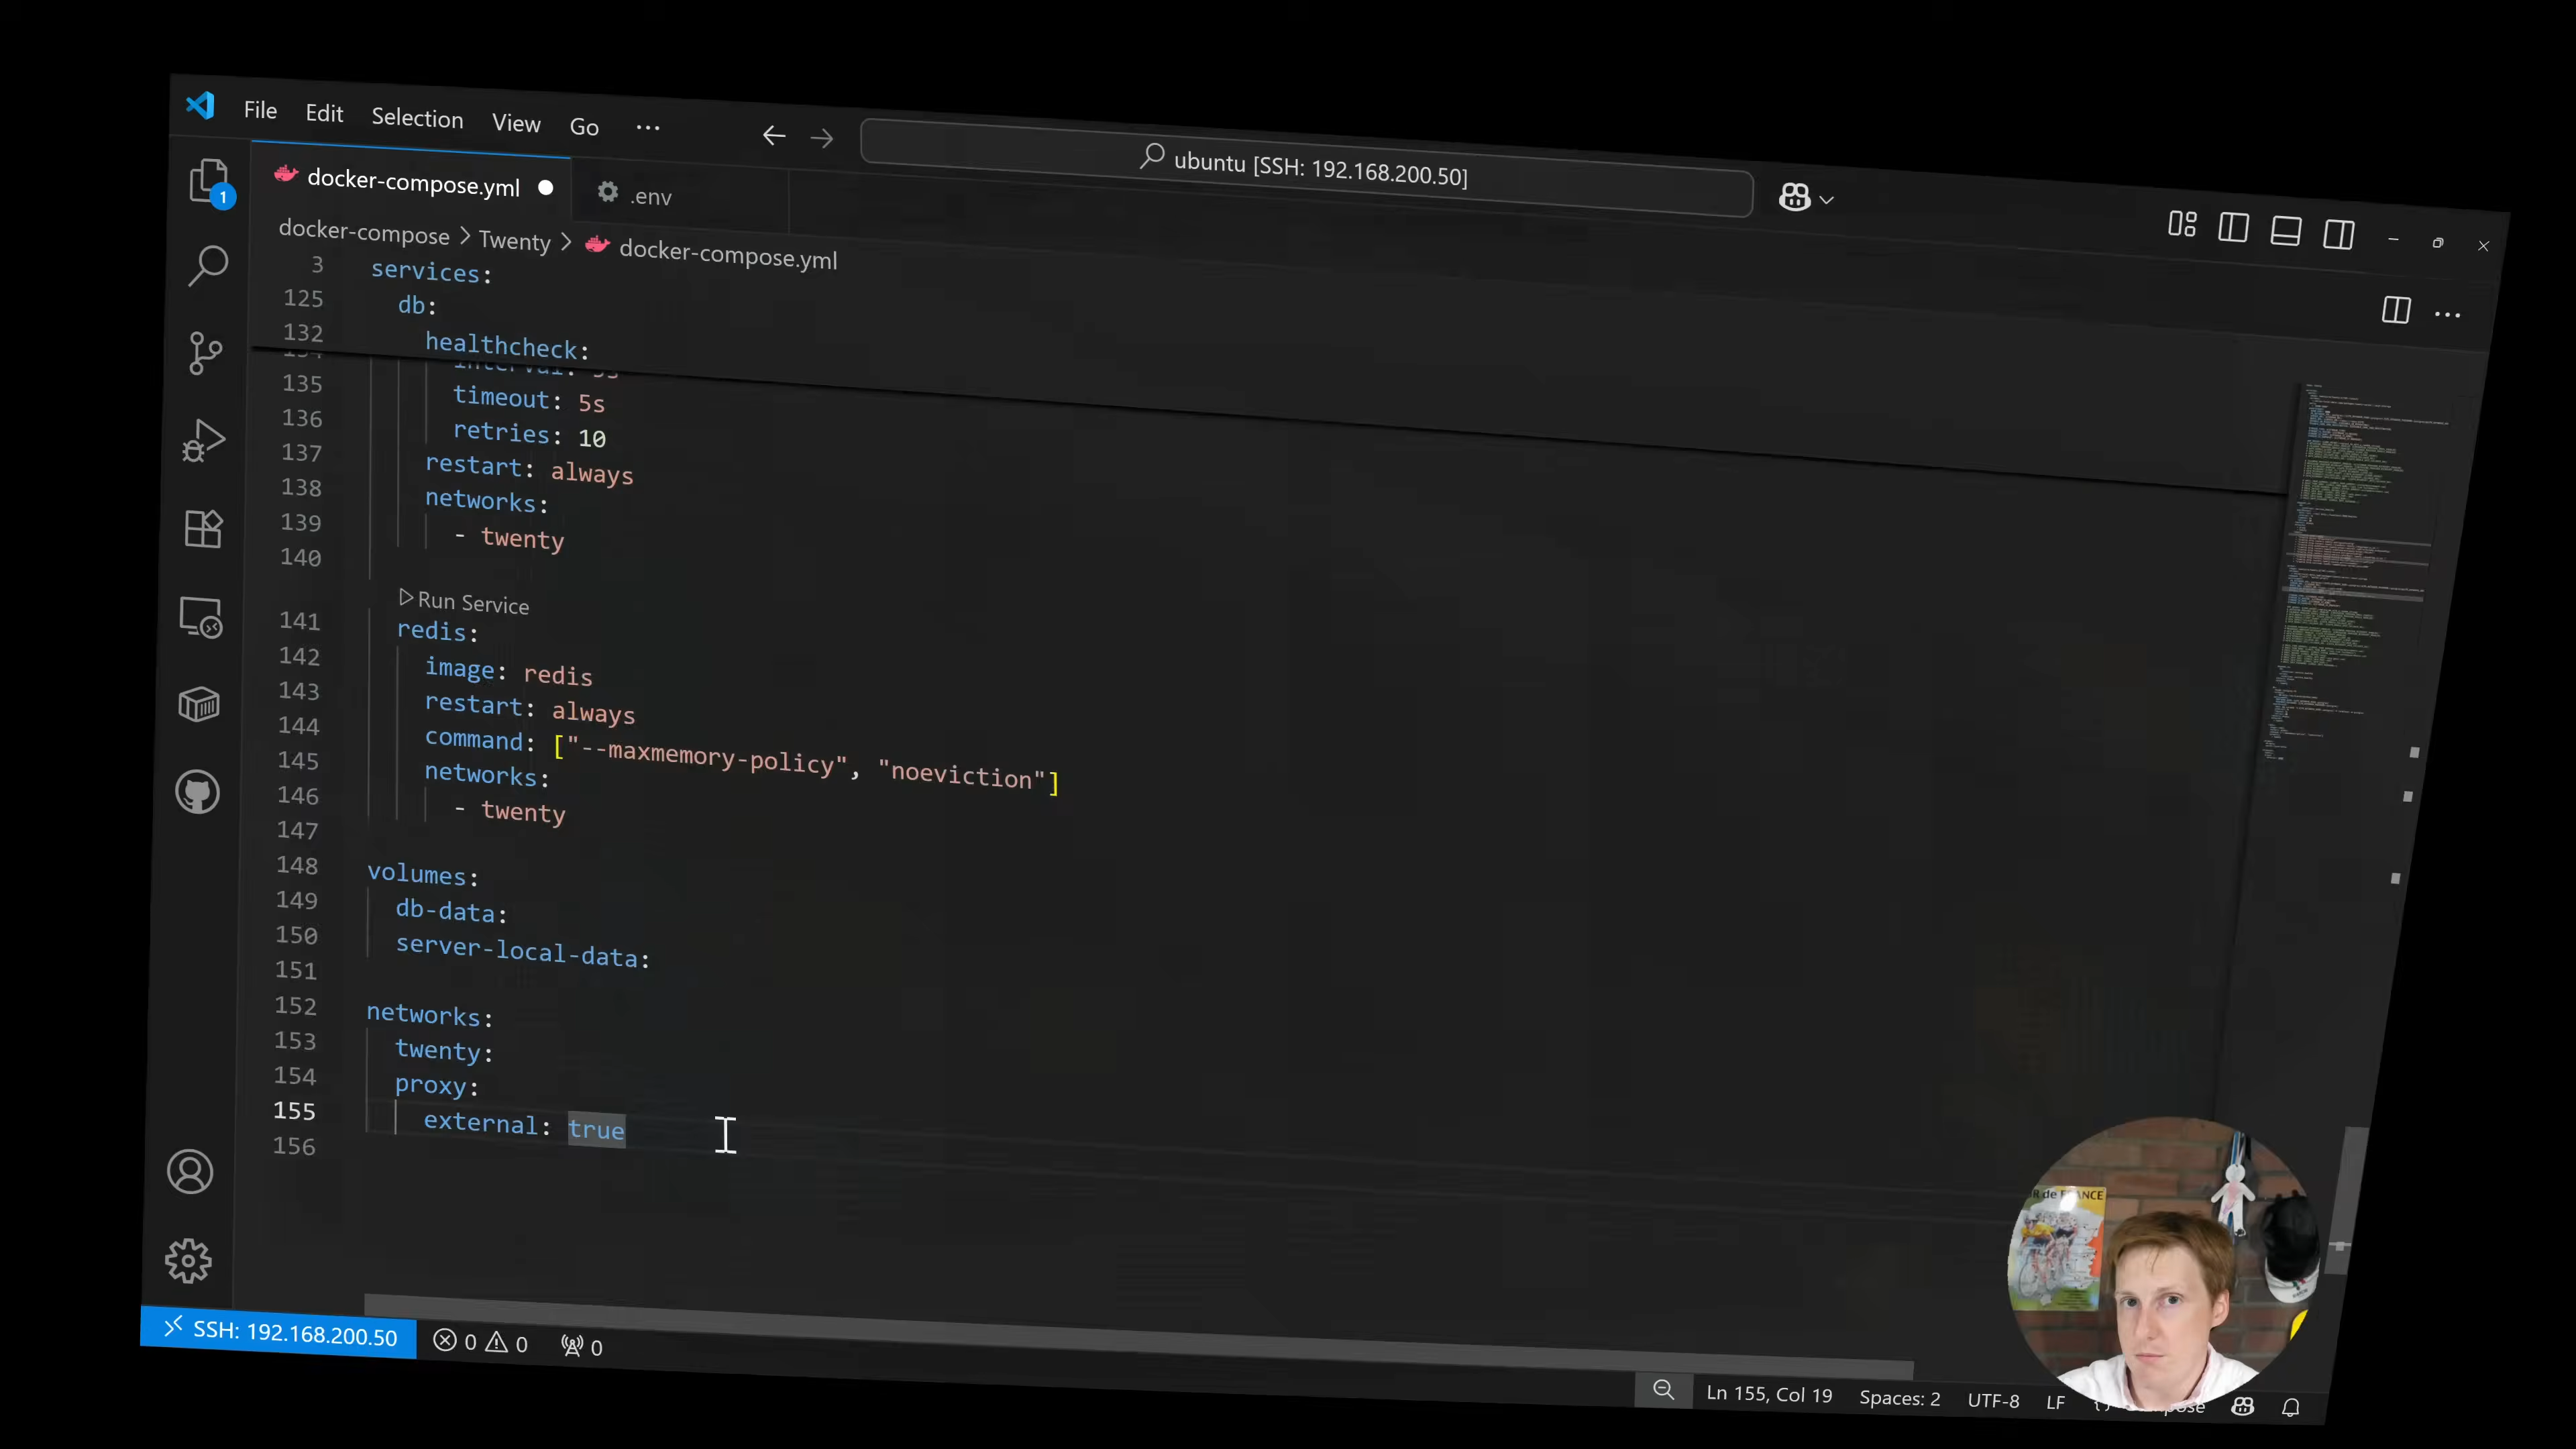 File Edit Selection View Go ···
ubuntu [SSH: 192.168.200.50]
docker-compose.yml
.env
docker-compose > Twenty > docker-compose.yml
3 services:
125 db:
132 healthcheck:
135 timeout: 5s
136 retries: 10
137 restart: always
138 networks:
139 - twenty
140
Run Service
141 redis:
142 image: redis
143 restart: always
144 command: ["--maxmemory-policy", "noeviction"]
145 networks:
146 - twenty
147
148 volumes:
149 db-data:
150 server-local-data:
151
152 networks:
153 twenty:
154 proxy:
155 external: true
156
1
SSH: 192.168.200.50
0 0 0
Ln 155, Col 19 Spaces: 2 UTF-8 LF
de FRANCE